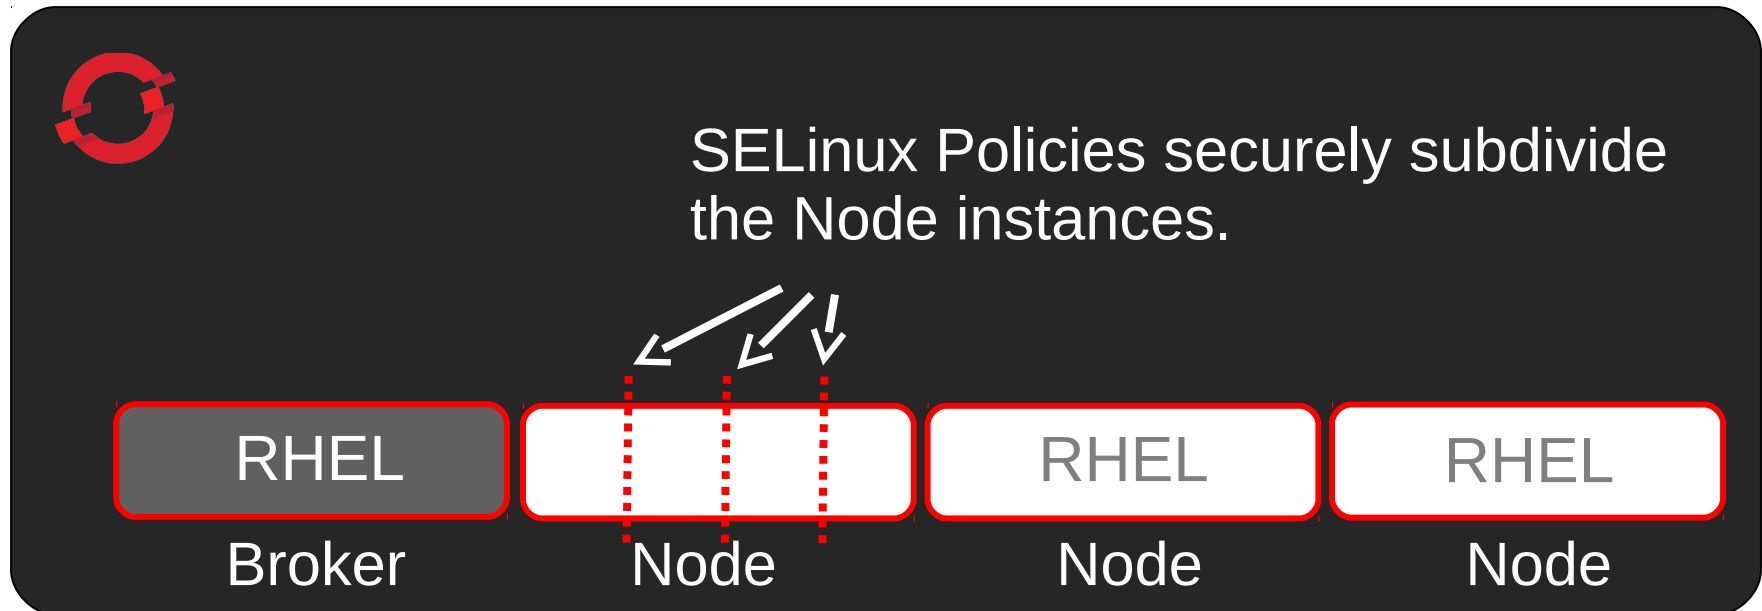 SELinux Policies securely subdivide
the Node instances.
RHEL
RHEL
RHEL
Broker
Node
Node
Node